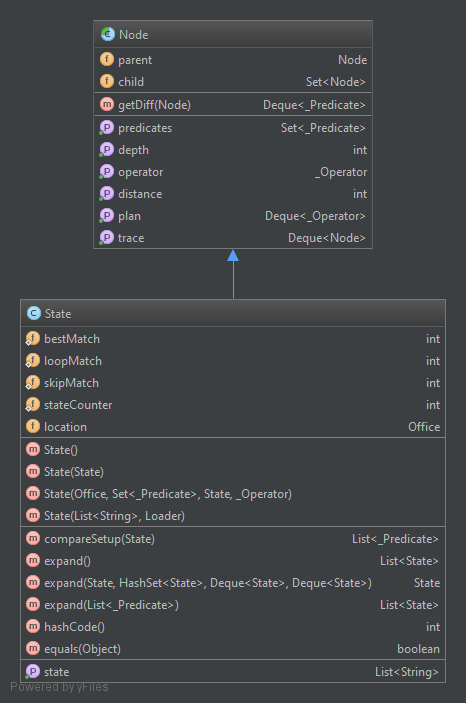 Node
parent Node
child Set<Node>
getDiff(Node) Deque<_Predicate>
predicates Set<_Predicate>
depth int
operator _Operator
distance int
plan Deque<_Operator>
trace Deque<Node>
State
bestMatch int
loopMatch int
skipMatch int
stateCounter int
location Office
State()
State(State)
State(Office, Set<_Predicate>, State, _Operator)
State(List<String>, Loader)
compareSetup(State) List<_Predicate>
expand() List<State>
expand(State, HashSet<State>, Deque<State>, Deque<State>) State
expand(List<_Predicate>) List<State>
hashCode() int
equals(Object) boolean
state List<String>
Powered by yFiles